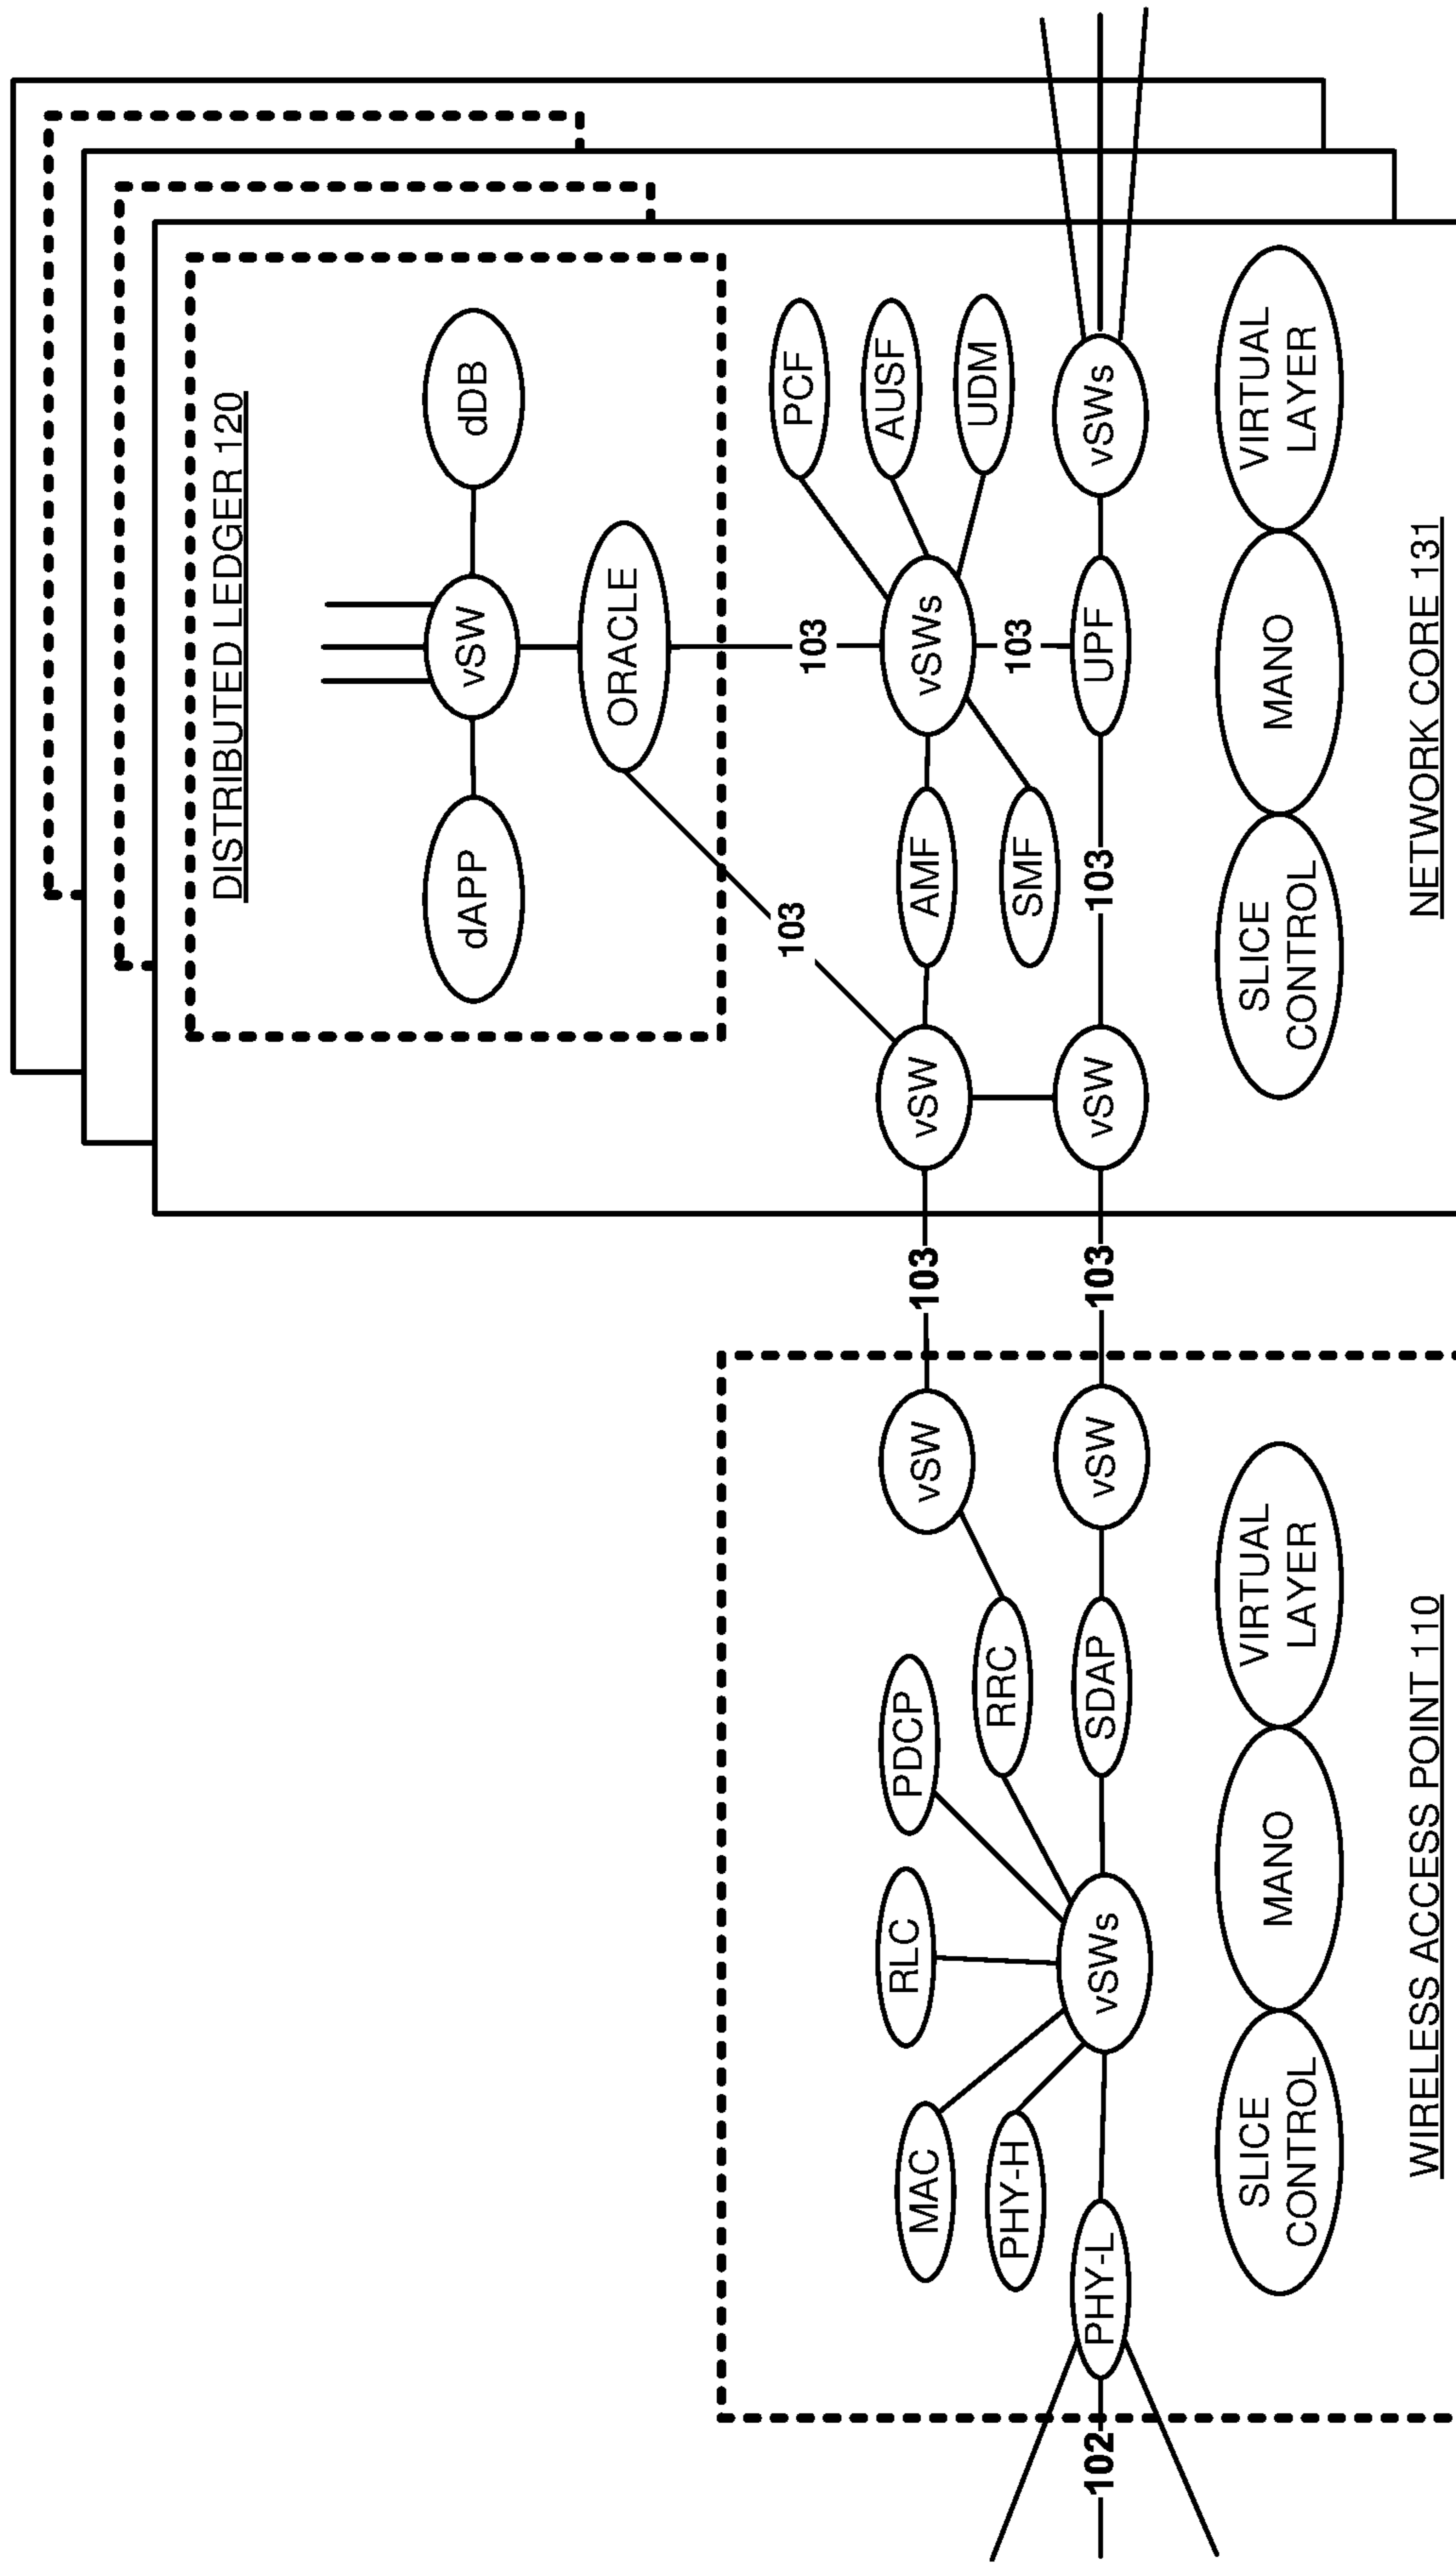 DISTRIBUTED LEDGER 120
dAPP
vSW
dDB
ORACLE
103
103
PCF
AUSF
UDM
vSW
AMF
vSWs
SMF
103
vSW
103
UPF
vSWs
SLICE
CONTROL
MANO
VIRTUAL
LAYER
NETWORK CORE 131
103
103
MAC
RLC
PDCP
vSW
PHY-H
RRC
102
PHY-L
vSWs
SDAP
vSW
SLICE
CONTROL
MANO
VIRTUAL
LAYER
WIRELESS ACCESS POINT 110